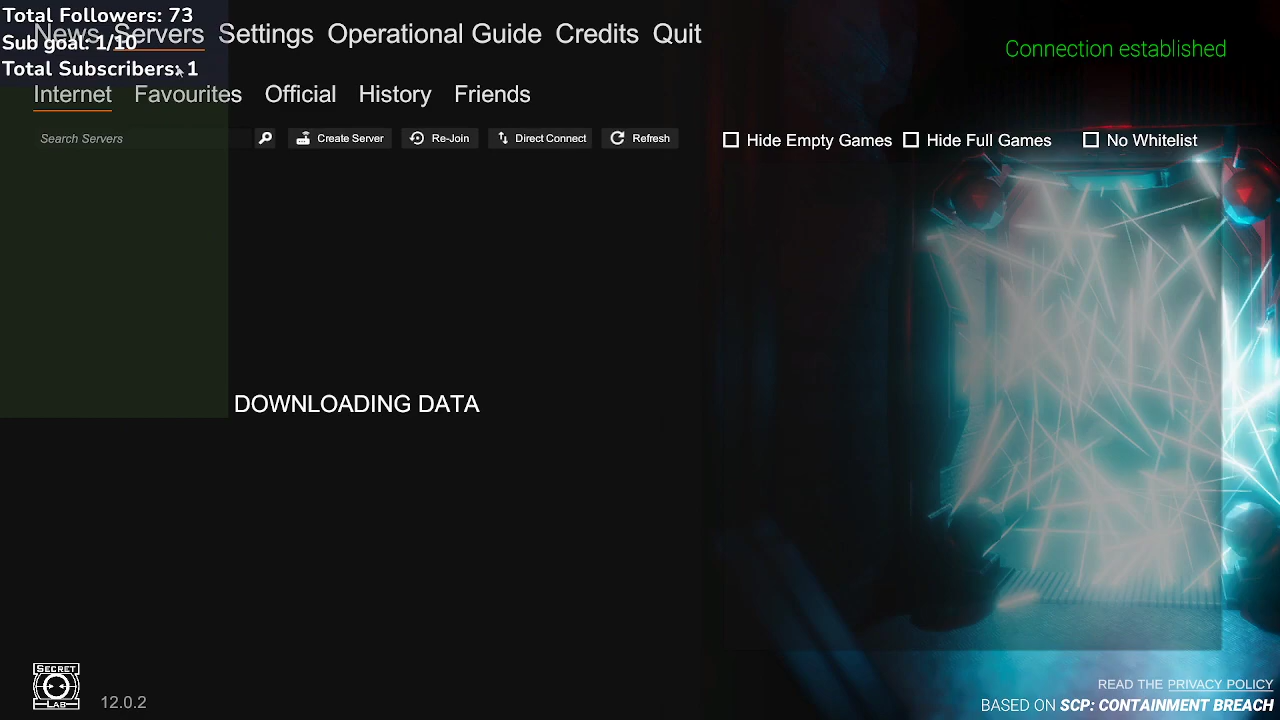 Total Followers: 73
News Servers Settings Operational Guide Credits Quit
Sub goal: 1/10
Connection established
Total Subscribers: 1
Internet Favourites Official History Friends
Search Servers Create Server Re-Join Direct Connect Refresh Hide Empty Games Hide Full Games No Whitelist
DOWNLOADING DATA
SECRET
LAB
12.0.2
READ THE PRIVACY POLICY
BASED ON SCP: CONTAINMENT BREACH